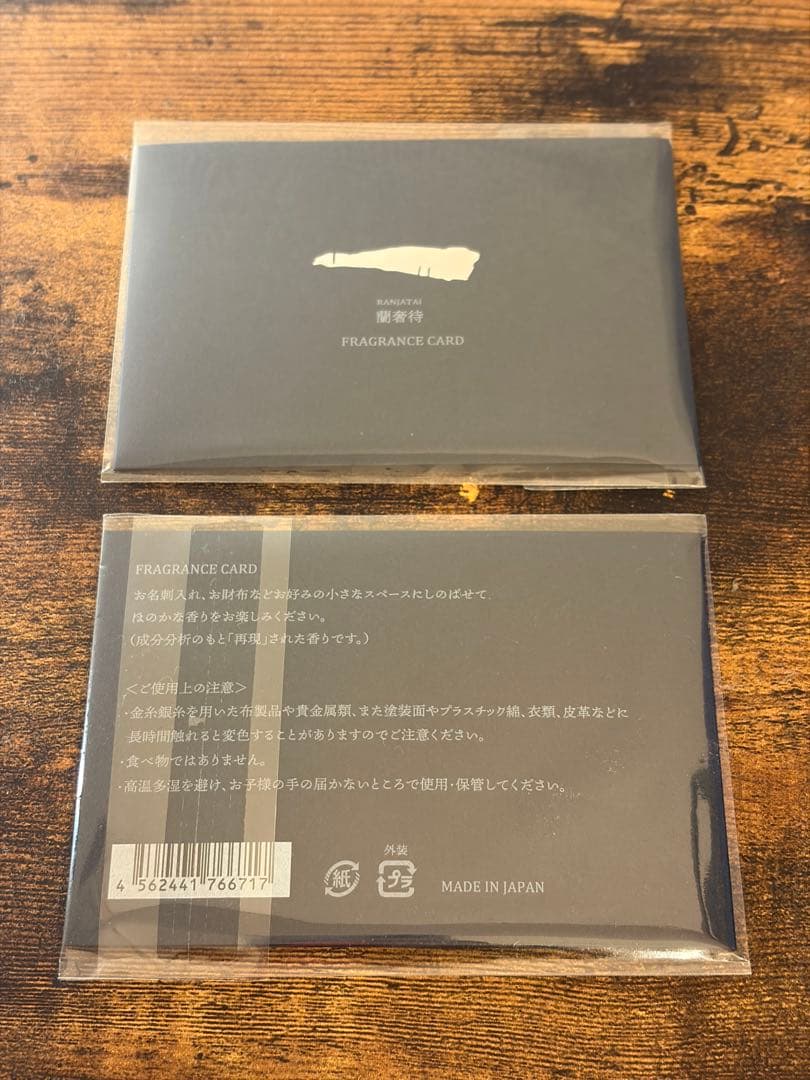 RANJATAI
蘭奢待
FRAGRANCE CARD
FRAGRANCE CARD
お名刺入れ、お財布などお好みの小さなスペースにしのばせて、
ほのかな香りをお楽しみください。
(成分分析のもと「再現」された香りです。)
<ご使用上の注意>
・金糸銀糸を用いた布製品や貴金属類、また塗装面やプラスチック綿、衣類、皮革などに
長時間触れると変色することがありますのでご注意ください。
・食べ物ではありません。
・高温多湿を避け、お子様の手の届かないところで使用・保管してください。
4 562441 766717
紙
外装
プラ
MADE IN JAPAN